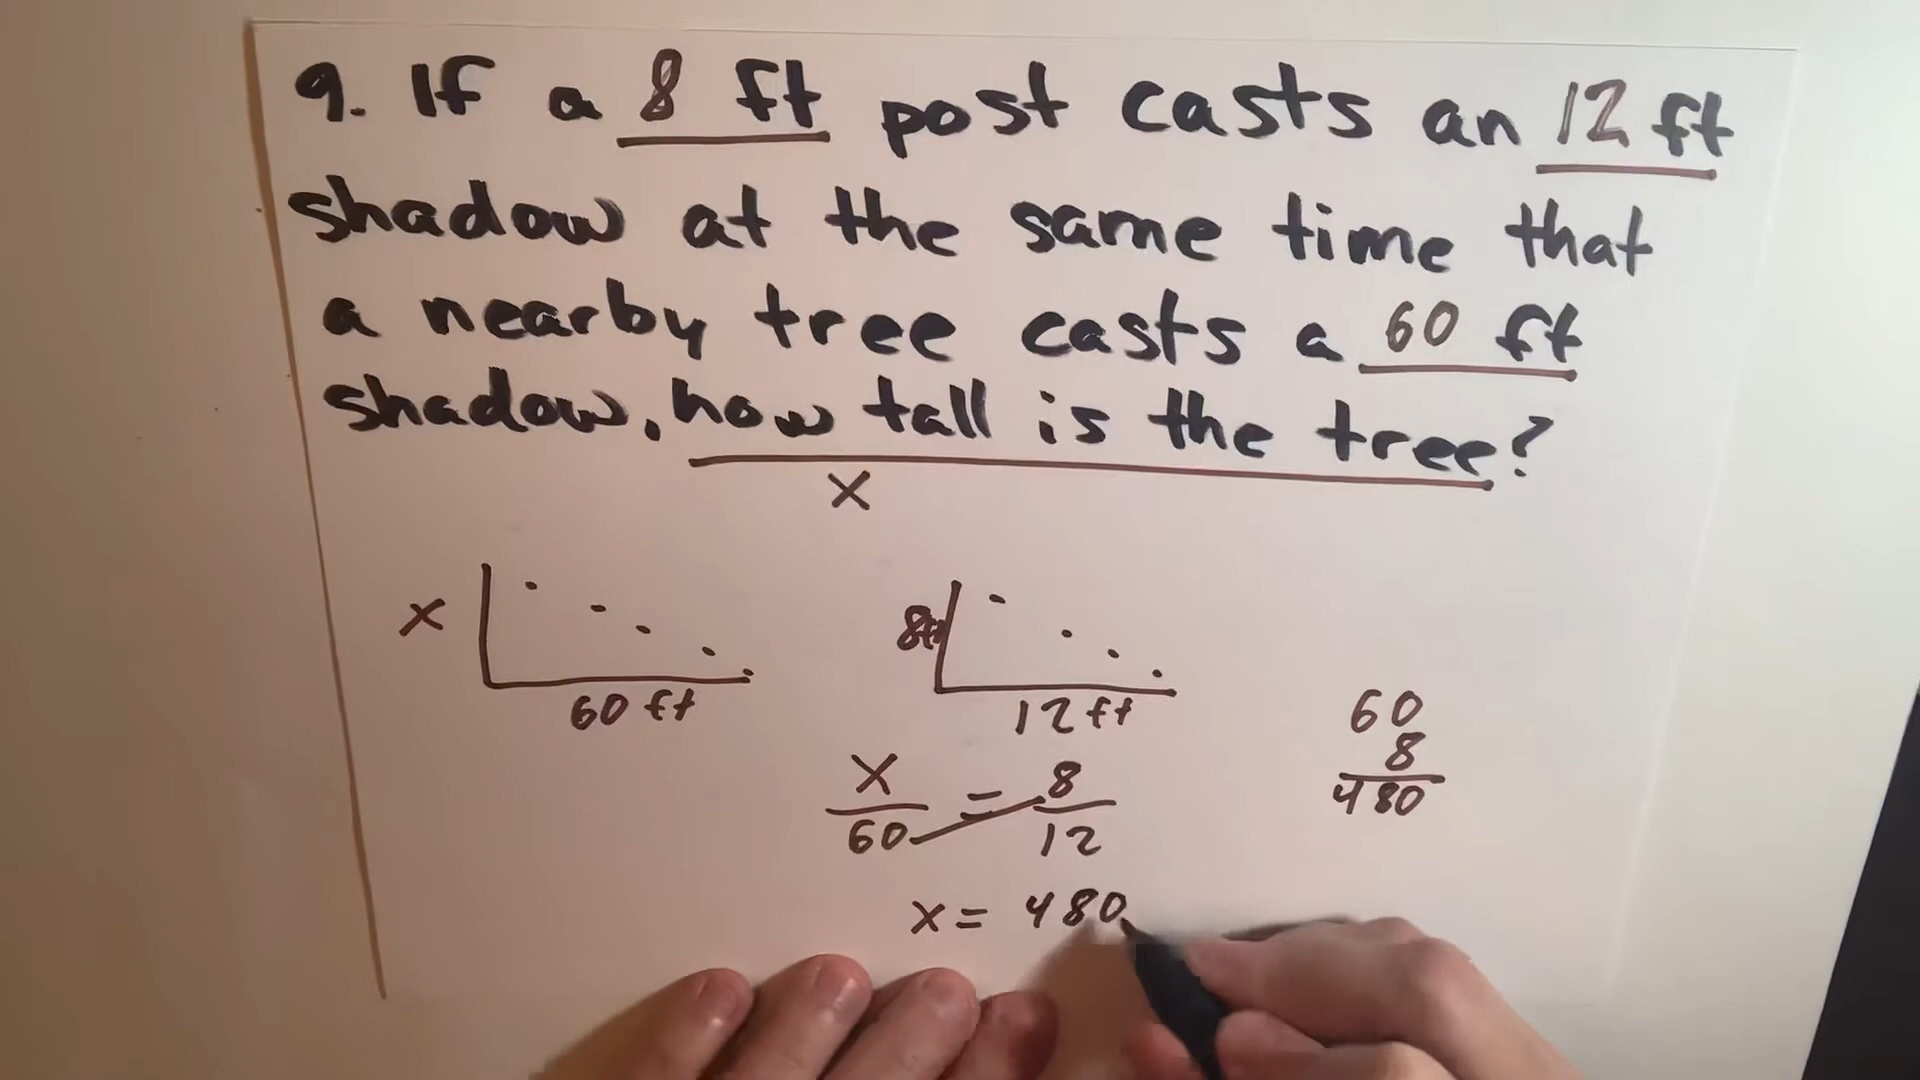 9. If a 8 ft post casts an 12 ft
shadow at the same time that
a nearby tree casts a 60 ft
shadow, how tall is the tree?
x
x
60 ft
8ft
12 ft
x/60 = 8/12
x = 480
60
8
480